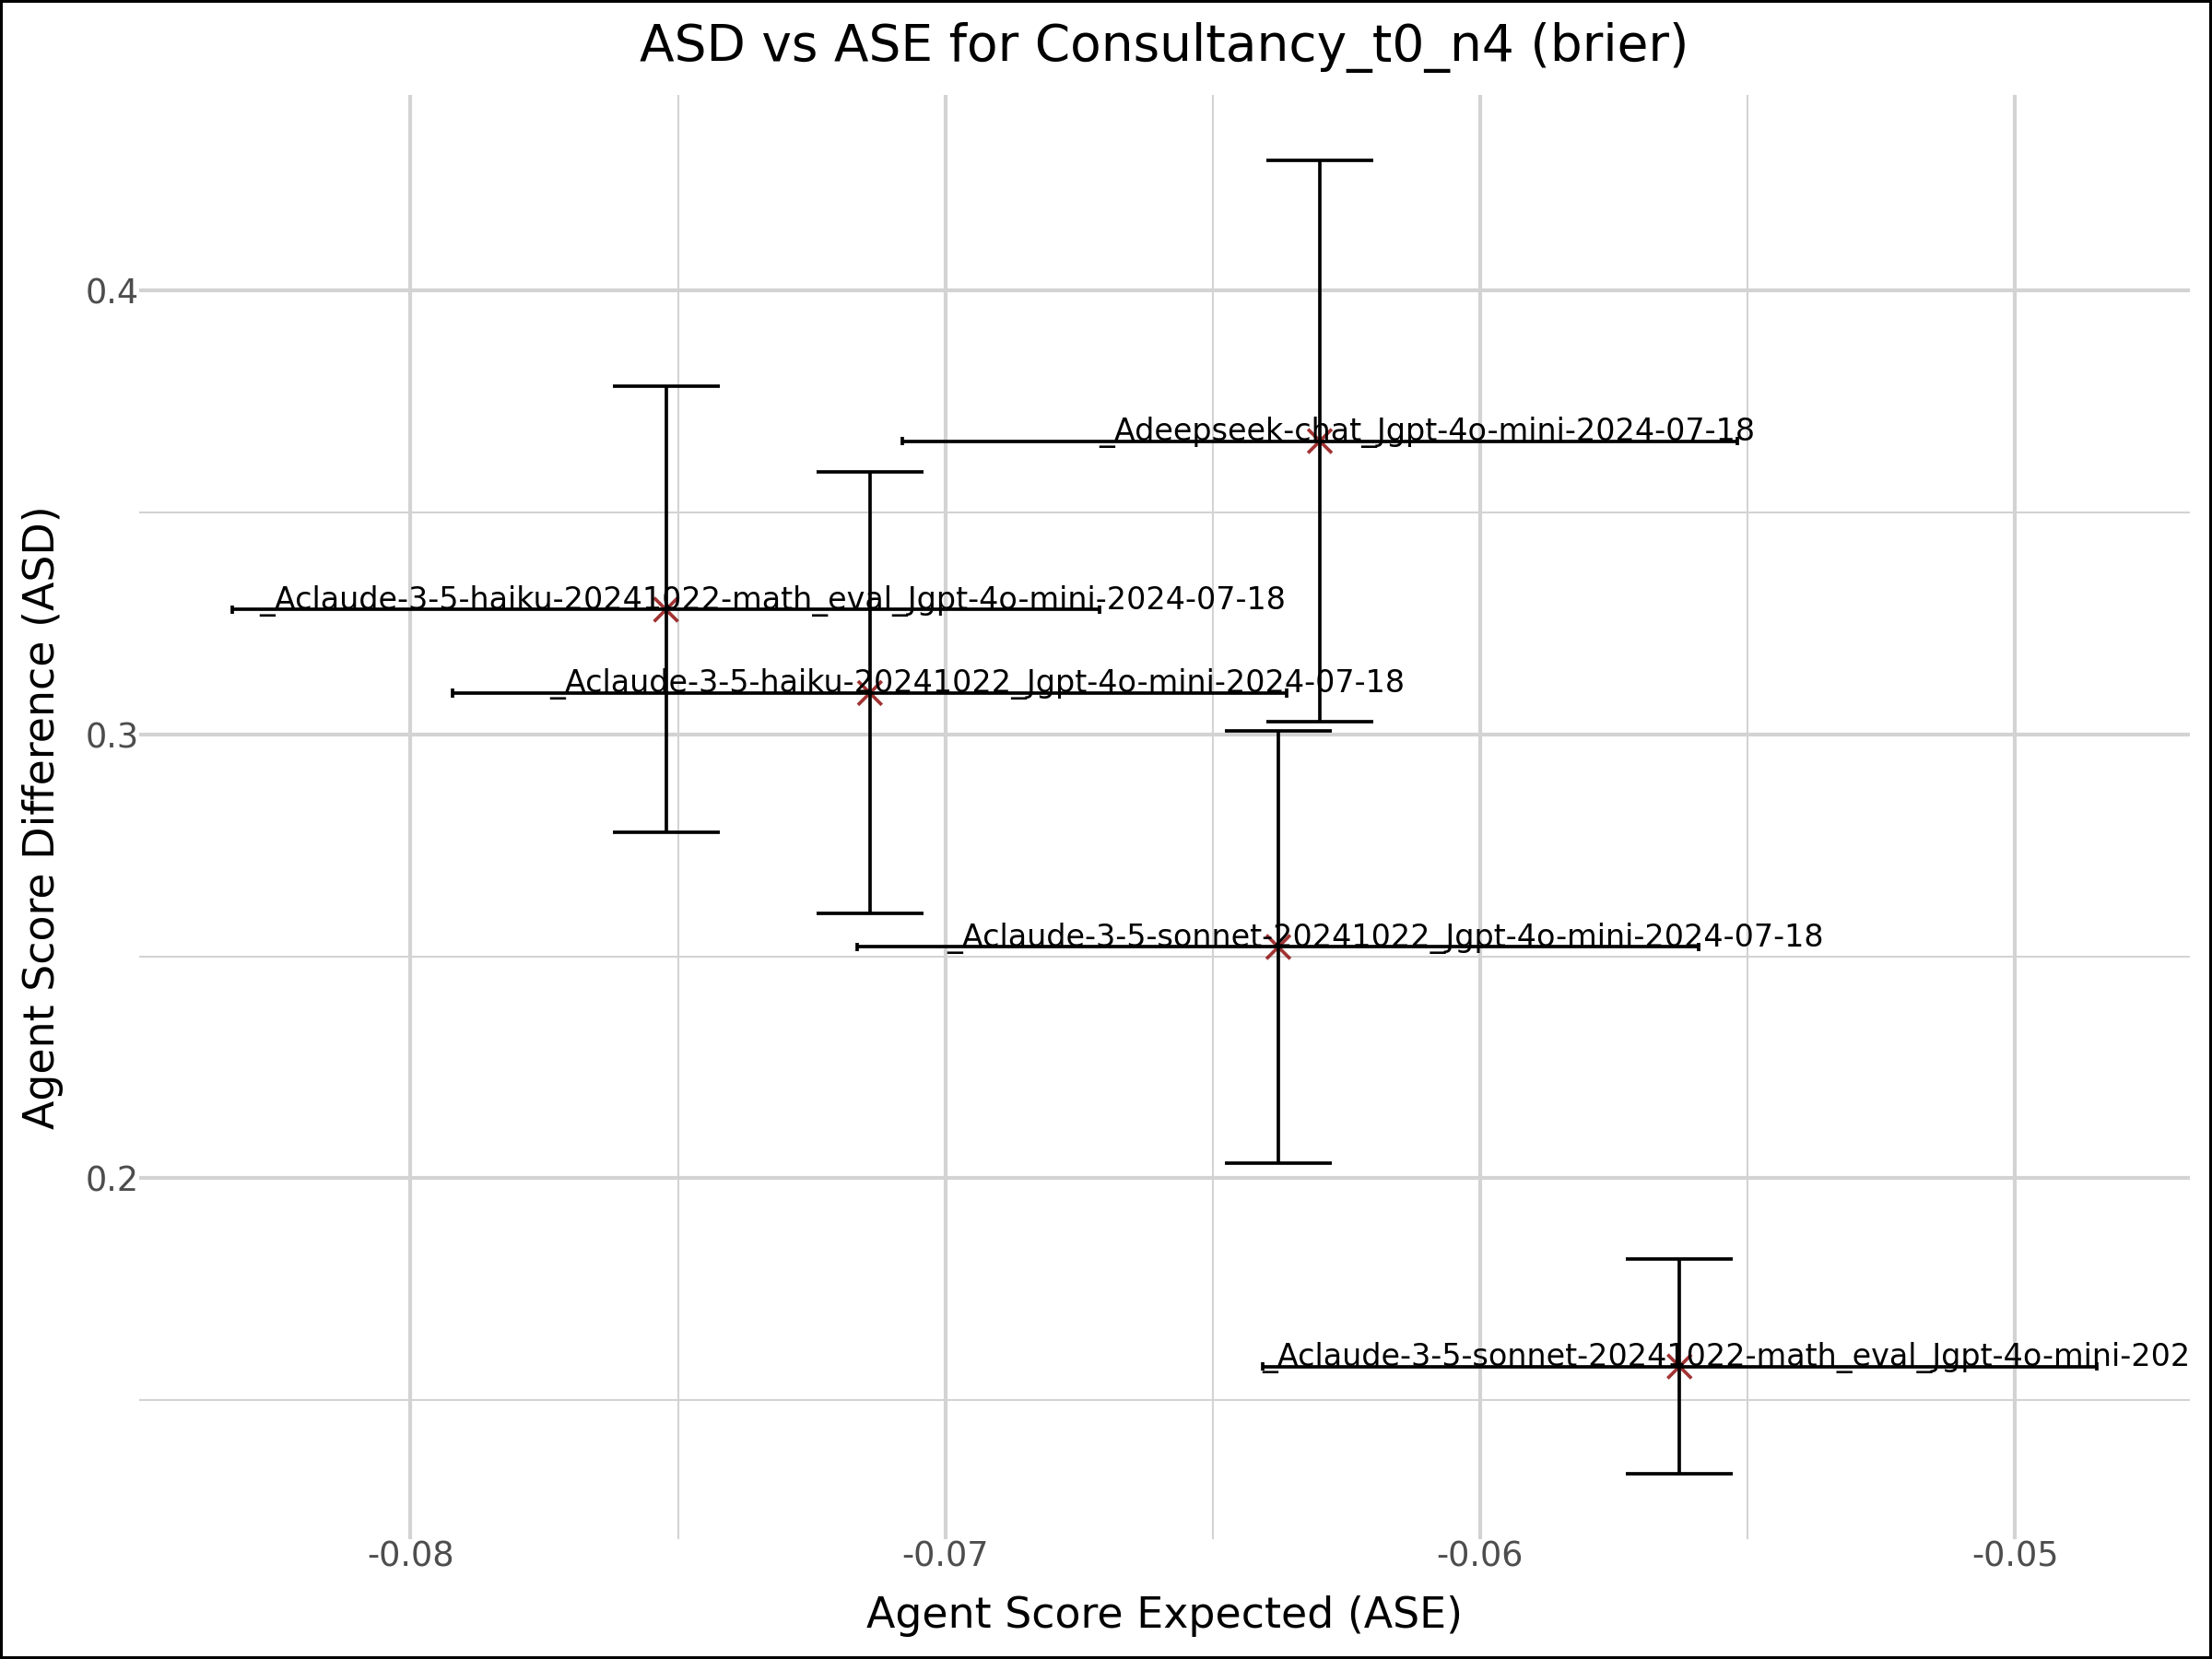 ASD vs ASE for Consultancy_t0_n4 (brier)
Agent Score Difference (ASD)
0.4
0.3
0.2
_Adeepseek-chat_Jgpt-4o-mini-2024-07-18
_Aclaude-3-5-haiku-20241022-math_eval_Jgpt-4o-mini-2024-07-18
_Aclaude-3-5-haiku-20241022_Jgpt-4o-mini-2024-07-18
_Aclaude-3-5-sonnet-20241022_Jgpt-4o-mini-2024-07-18
_Aclaude-3-5-sonnet-20241022-math_eval_Jgpt-4o-mini-202
-0.08
-0.07
-0.06
-0.05
Agent Score Expected (ASE)